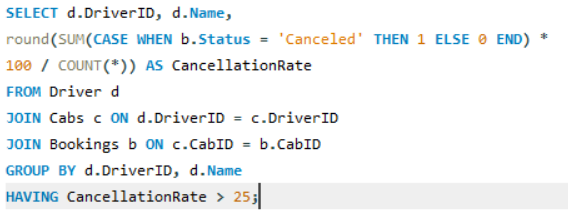 SELECT d.DriverID, d.Name,
round(SUM(CASE WHEN b.Status = 'Canceled' THEN 1 ELSE 0 END) *
100 / COUNT(*)) AS CancellationRate
FROM Driver d
JOIN Cabs c ON d.DriverID = c.DriverID
JOIN Bookings b ON c.CabID = b.CabID
GROUP BY d.DriverID, d.Name
HAVING CancellationRate > 25;